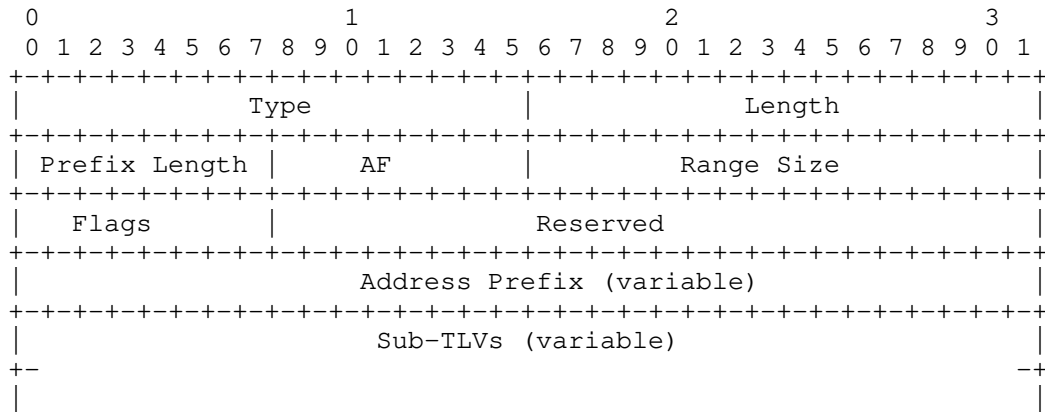 0                   1                   2                   3
 0 1 2 3 4 5 6 7 8 9 0 1 2 3 4 5 6 7 8 9 0 1 2 3 4 5 6 7 8 9 0 1
+-+-+-+-+-+-+-+-+-+-+-+-+-+-+-+-+-+-+-+-+-+-+-+-+-+-+-+-+-+-+-+-+
|              Type             |             Length            |
+-+-+-+-+-+-+-+-+-+-+-+-+-+-+-+-+-+-+-+-+-+-+-+-+-+-+-+-+-+-+-+-+
| Prefix Length |     AF        |         Range Size            |
+-+-+-+-+-+-+-+-+-+-+-+-+-+-+-+-+-+-+-+-+-+-+-+-+-+-+-+-+-+-+-+-+
|   Flags       |                Reserved                       |
+-+-+-+-+-+-+-+-+-+-+-+-+-+-+-+-+-+-+-+-+-+-+-+-+-+-+-+-+-+-+-+-+
|                     Address Prefix (variable)                 |
+-+-+-+-+-+-+-+-+-+-+-+-+-+-+-+-+-+-+-+-+-+-+-+-+-+-+-+-+-+-+-+-+
|                      Sub-TLVs (variable)                      |
+-                                                             -+
|                                                               |